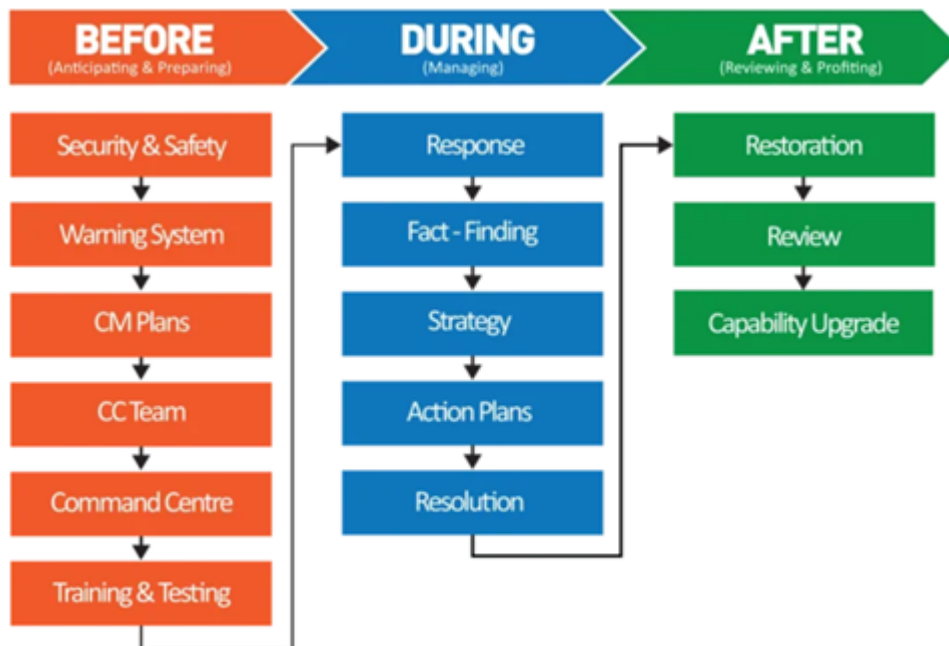 BEFORE
(Anticipating & Preparing)
DURING
(Managing)
AFTER
(Reviewing & Profiting)
Security & Safety
Warning System
CM Plans
CC Team
Command Centre
Training & Testing
Response
Fact - Finding
Strategy
Action Plans
Resolution
Restoration
Review
Capability Upgrade